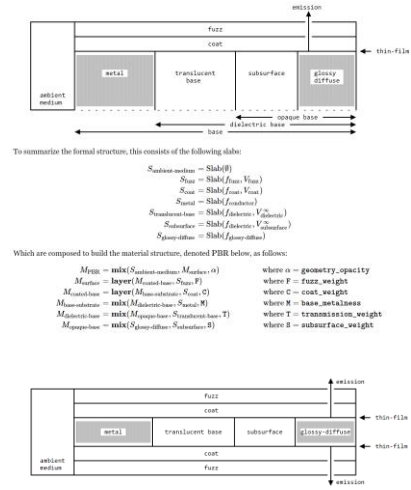 emission
fuzz
coat
thin-film
metal
translucent
base
subsurface
glossy
diffuse
ambient
medium
opaque base
dielectric base
base
To summarize the formal structure, this consists of the following slabs:
S_ambient-medium = Slab(∅)
S_fuzz = Slab(f_fuzz, V_fuzz)
S_coat = Slab(f_coat, V_coat)
S_metal = Slab(f_conductor)
S_translucent-base = Slab(f_dielectric, V^∞_dielectric)
S_subsurface = Slab(f_dielectric, V^∞_subsurface)
S_glossy-diffuse = Slab(f_glossy-diffuse)
Which are composed to build the material structure, denoted PBR below, as follows:
M_PBR = mix(S_ambient-medium, M_surface, α) where α = geometry_opacity
M_surface = layer(M_coated-base, S_fuzz, F) where F = fuzz_weight
M_coated-base = layer(M_base-substrate, S_coat, C) where C = coat_weight
M_base-substrate = mix(M_dielectric-base, S_metal, M) where M = base_metalness
M_dielectric-base = mix(M_opaque-base, S_translucent-base, T) where T = transmission_weight
M_opaque-base = mix(S_glossy-diffuse, S_subsurface, S) where S = subsurface_weight
emission
fuzz
coat
thin-film
metal
translucent base
subsurface
glossy-diffuse
thin-film
ambient
medium
coat
fuzz
emission